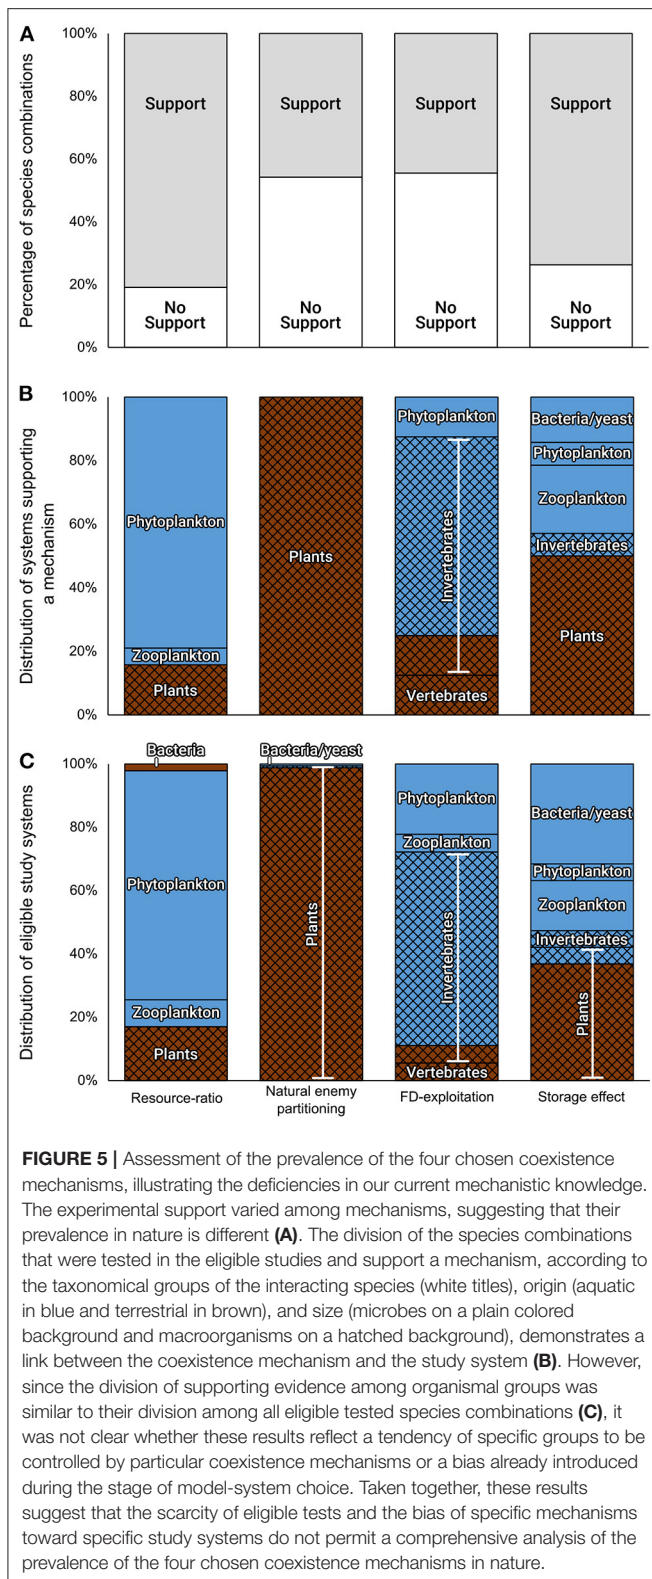 A
Percentage of species combinations
100%
80%
60%
40%
20%
0%
Support
Support
Support
Support
No
Support
No
Support
No
Support
No
Support
B
Distribution of systems supporting
a mechanism
100%
80%
60%
40%
20%
0%
Phytoplankton
Zooplankton
Plants
Plants
Phytoplankton
Invertebrates
Vertebrates
Bacteria/yeast
Phytoplankton
Zooplankton
Invertebrates
Plants
C
Distribution of eligible study systems
100%
80%
60%
40%
20%
0%
Bacteria
Phytoplankton
Zooplankton
Plants
Bacteria/yeast
Plants
Phytoplankton
Zooplankton
Invertebrates
Vertebrates
Bacteria/yeast
Phytoplankton
Zooplankton
Invertebrates
Plants
Resource-ratio
Natural enemy
partitioning
FD-exploitation
Storage effect
FIGURE 5 | Assessment of the prevalence of the four chosen coexistence
mechanisms, illustrating the deficiencies in our current mechanistic knowledge.
The experimental support varied among mechanisms, suggesting that their
prevalence in nature is different (A). The division of the species combinations
that were tested in the eligible studies and support a mechanism, according to
the taxonomical groups of the interacting species (white titles), origin (aquatic
in blue and terrestrial in brown), and size (microbes on a plain colored
background and macroorganisms on a hatched background), demonstrates a
link between the coexistence mechanism and the study system (B). However,
since the division of supporting evidence among organismal groups was
similar to their division among all eligible tested species combinations (C), it
was not clear whether these results reflect a tendency of specific groups to be
controlled by particular coexistence mechanisms or a bias already introduced
during the stage of model-system choice. Taken together, these results
suggest that the scarcity of eligible tests and the bias of specific mechanisms
toward specific study systems do not permit a comprehensive analysis of the
prevalence of the four chosen coexistence mechanisms in nature.